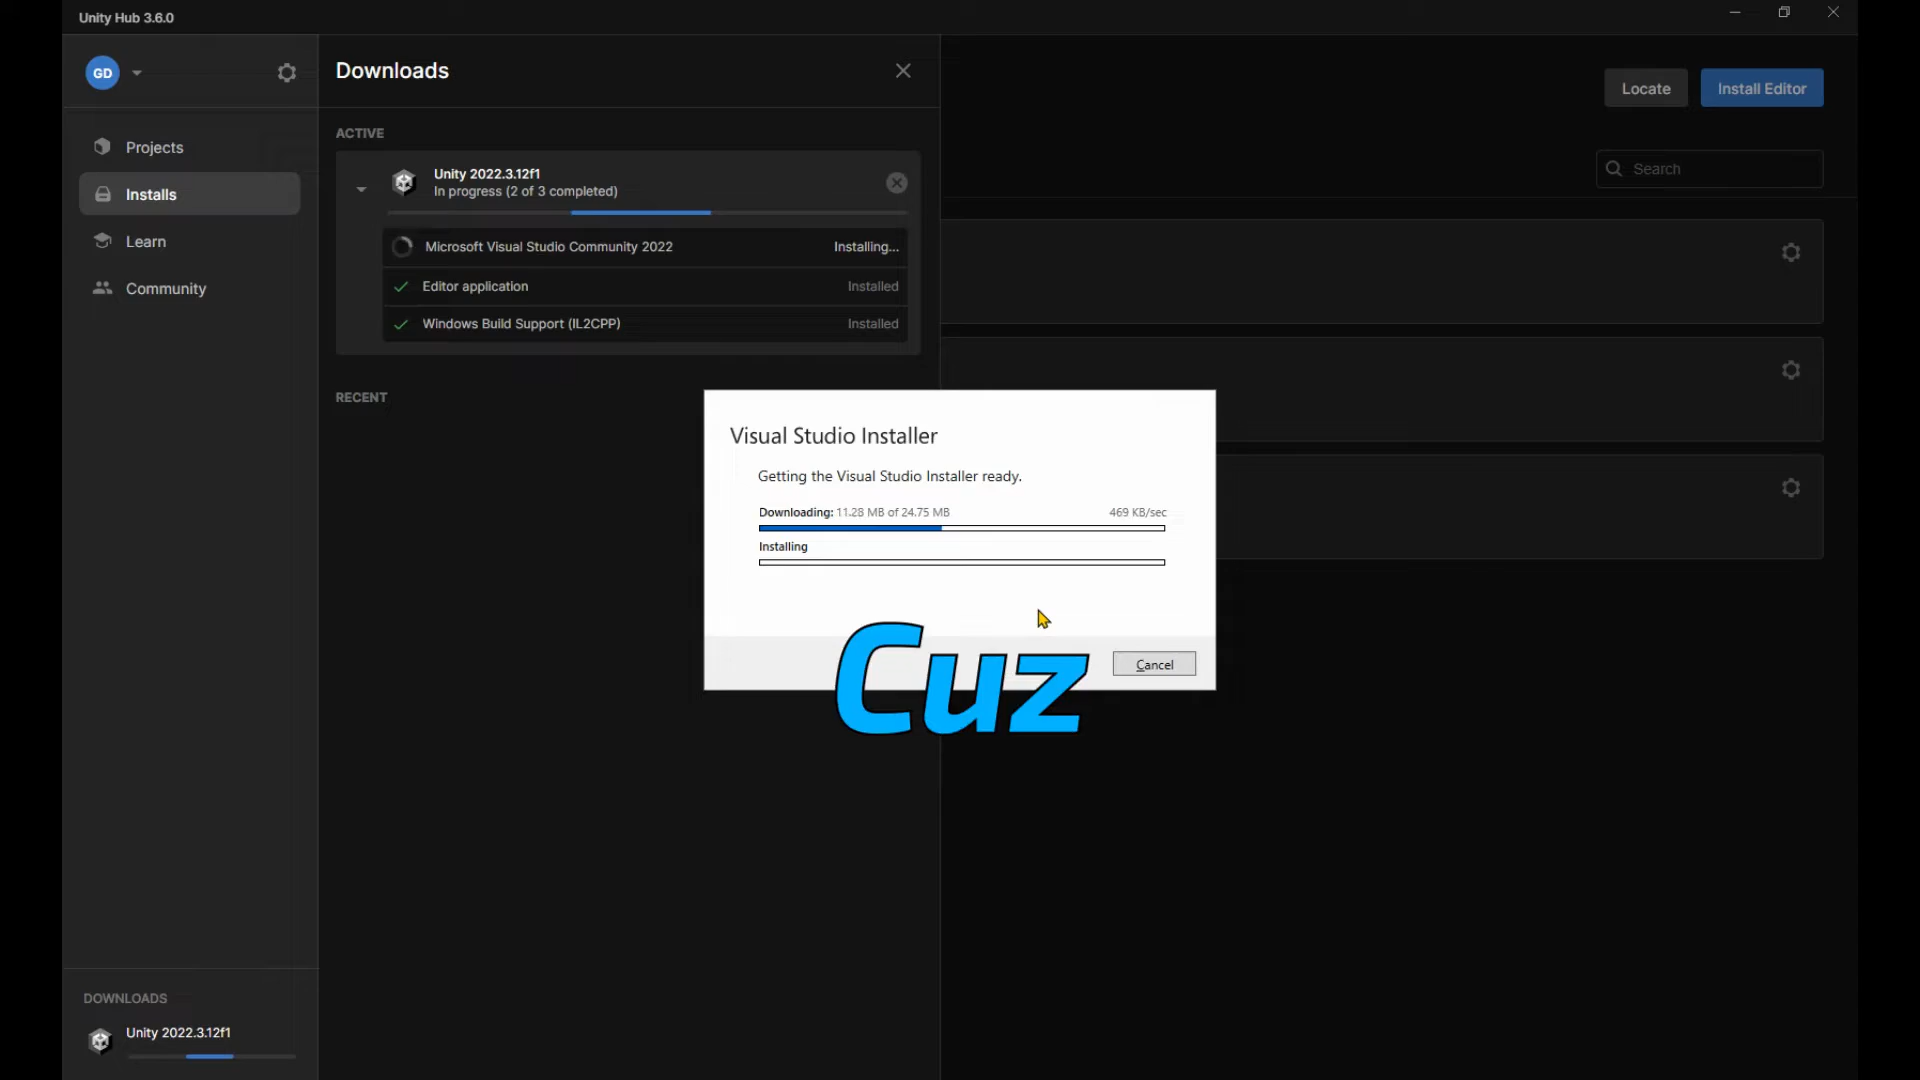 Unity Hub 3.6.0
GD
Downloads
Locate
Install Editor
ACTIVE
Projects
Installs
Learn
Community
Unity 2022.3.12f1
In progress (2 of 3 completed)
Search
Microsoft Visual Studio Community 2022 Installing...
Editor application Installed
Windows Build Support (IL2CPP) Installed
RECENT
Visual Studio Installer
Getting the Visual Studio Installer ready.
Downloading: 11.28 MB of 24.75 MB 469 KB/sec
Installing
Cancel
Cuz
DOWNLOADS
Unity 2022.3.12f1